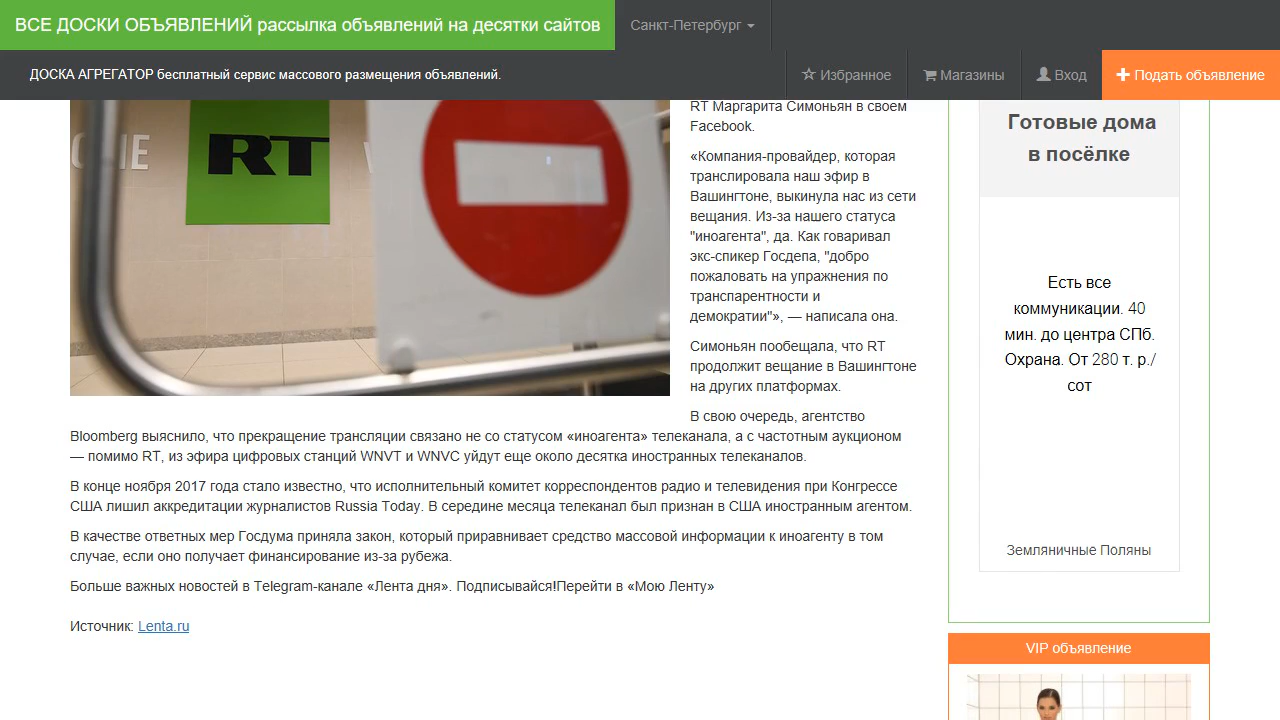 ВСЕ ДОСКИ ОБЪЯВЛЕНИЙ рассылка объявлений на десятки сайтов
Санкт-Петербург
ДОСКА АГРЕГАТОР бесплатный сервис массового размещения объявлений.
Избранное
Магазины
Вход
Подать объявление
RT
RT Маргарита Симоньян в своем
Facebook.
«Компания-провайдер, которая
транслировала наш эфир в
Вашингтоне, выкинула нас из сети
вещания. Из-за нашего статуса
"иноагента", да. Как говаривал
экс-спикер Госдепа, "добро
пожаловать на упражнения по
транспарентности и
демократии"», — написала она.
Симоньян пообещала, что RT
продолжит вещание в Вашингтоне
на других платформах.
В свою очередь, агентство
Bloomberg выяснило, что прекращение трансляции связано не со статусом «иноагента» телеканала, а с частотным аукционом
— помимо RT, из эфира цифровых станций WNVT и WNVC уйдут еще около десятка иностранных телеканалов.
В конце ноября 2017 года стало известно, что исполнительный комитет корреспондентов радио и телевидения при Конгрессе
США лишил аккредитации журналистов Russia Today. В середине месяца телеканал был признан в США иностранным агентом.
В качестве ответных мер Госдума приняла закон, который приравнивает средство массовой информации к иноагенту в том
случае, если оно получает финансирование из-за рубежа.
Больше важных новостей в Telegram-канале «Лента дня». Подписывайся!Перейти в «Мою Ленту»
Источник: Lenta.ru
Готовые дома
в посёлке
Есть все
коммуникации. 40
мин. до центра СПб.
Охрана. От 280 т. р./
сот
Земляничные Поляны
VIP объявление